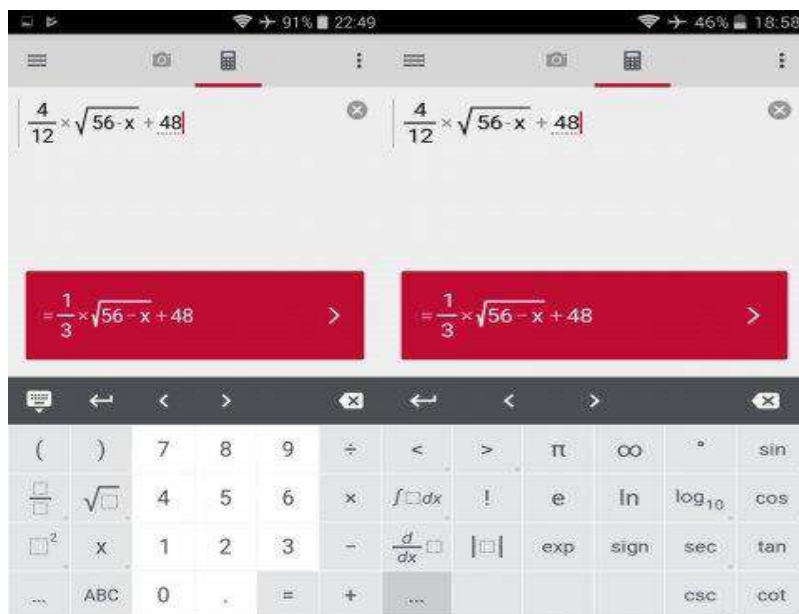 91% 22:49
4/12 × √56-x + 48
= 1/3 × √56 - x + 48
( ) 7 8 9 ÷
□/□ √□ 4 5 6 ×
□² x 1 2 3 −
... ABC 0 . = +
46% 18:58
4/12 × √56-x + 48
= 1/3 × √56 - x + 48
< > π ∞ ° sin
∫□dx ! e ln log₁₀ cos
d/dx □ |□| exp sign sec tan
... csc cot